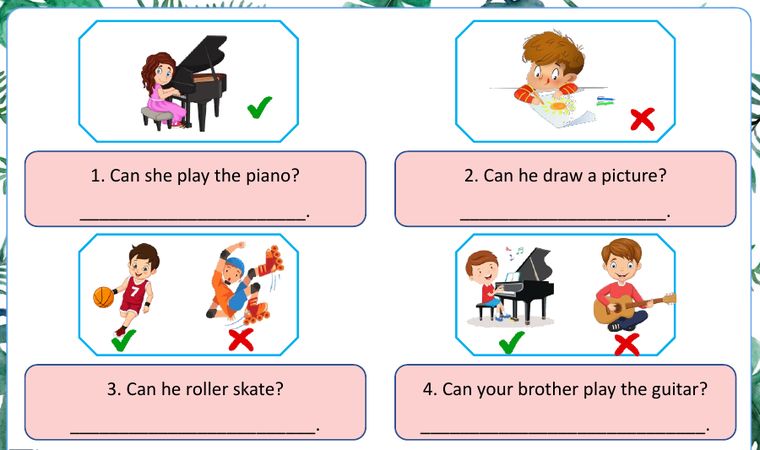 1. Can she play the piano?
_______________________.
2. Can he draw a picture?
_____________________.
7
3. Can he roller skate?
_________________________.
4. Can your brother play the guitar?
_____________________________.